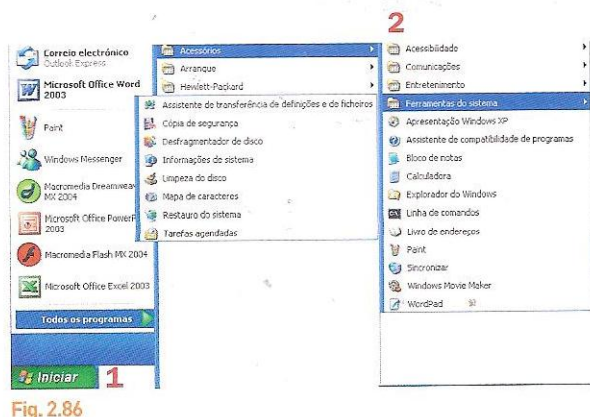 2
Correio electrónico
Outlook Express
Microsoft Office Word
2003
Paint
Windows Messenger
Macromedia Dreamweav
MX 2004
Microsoft Office PowerP
2003
Macromedia Flash MX 2004
Microsoft Office Excel 2003
Todos os programas
Iniciar
1
Acessórios
Arranque
Hewlett-Packard
Assistente de transferência de definições e de ficheiros
Cópia de segurança
Desfragmentador de disco
Informações de sistema
Limpeza do disco
Mapa de caracteres
Restauro do sistema
Tarefas agendadas
Acessibilidade
Comunicações
Entretenimento
Ferramentas do sistema
Apresentação Windows XP
Assistente de compatibilidade de programas
Bloco de notas
Calculadora
Explorador do Windows
Linha de comandos
Livro de endereços
Paint
Sincronizar
Windows Movie Maker
WordPad
Fig. 2.86